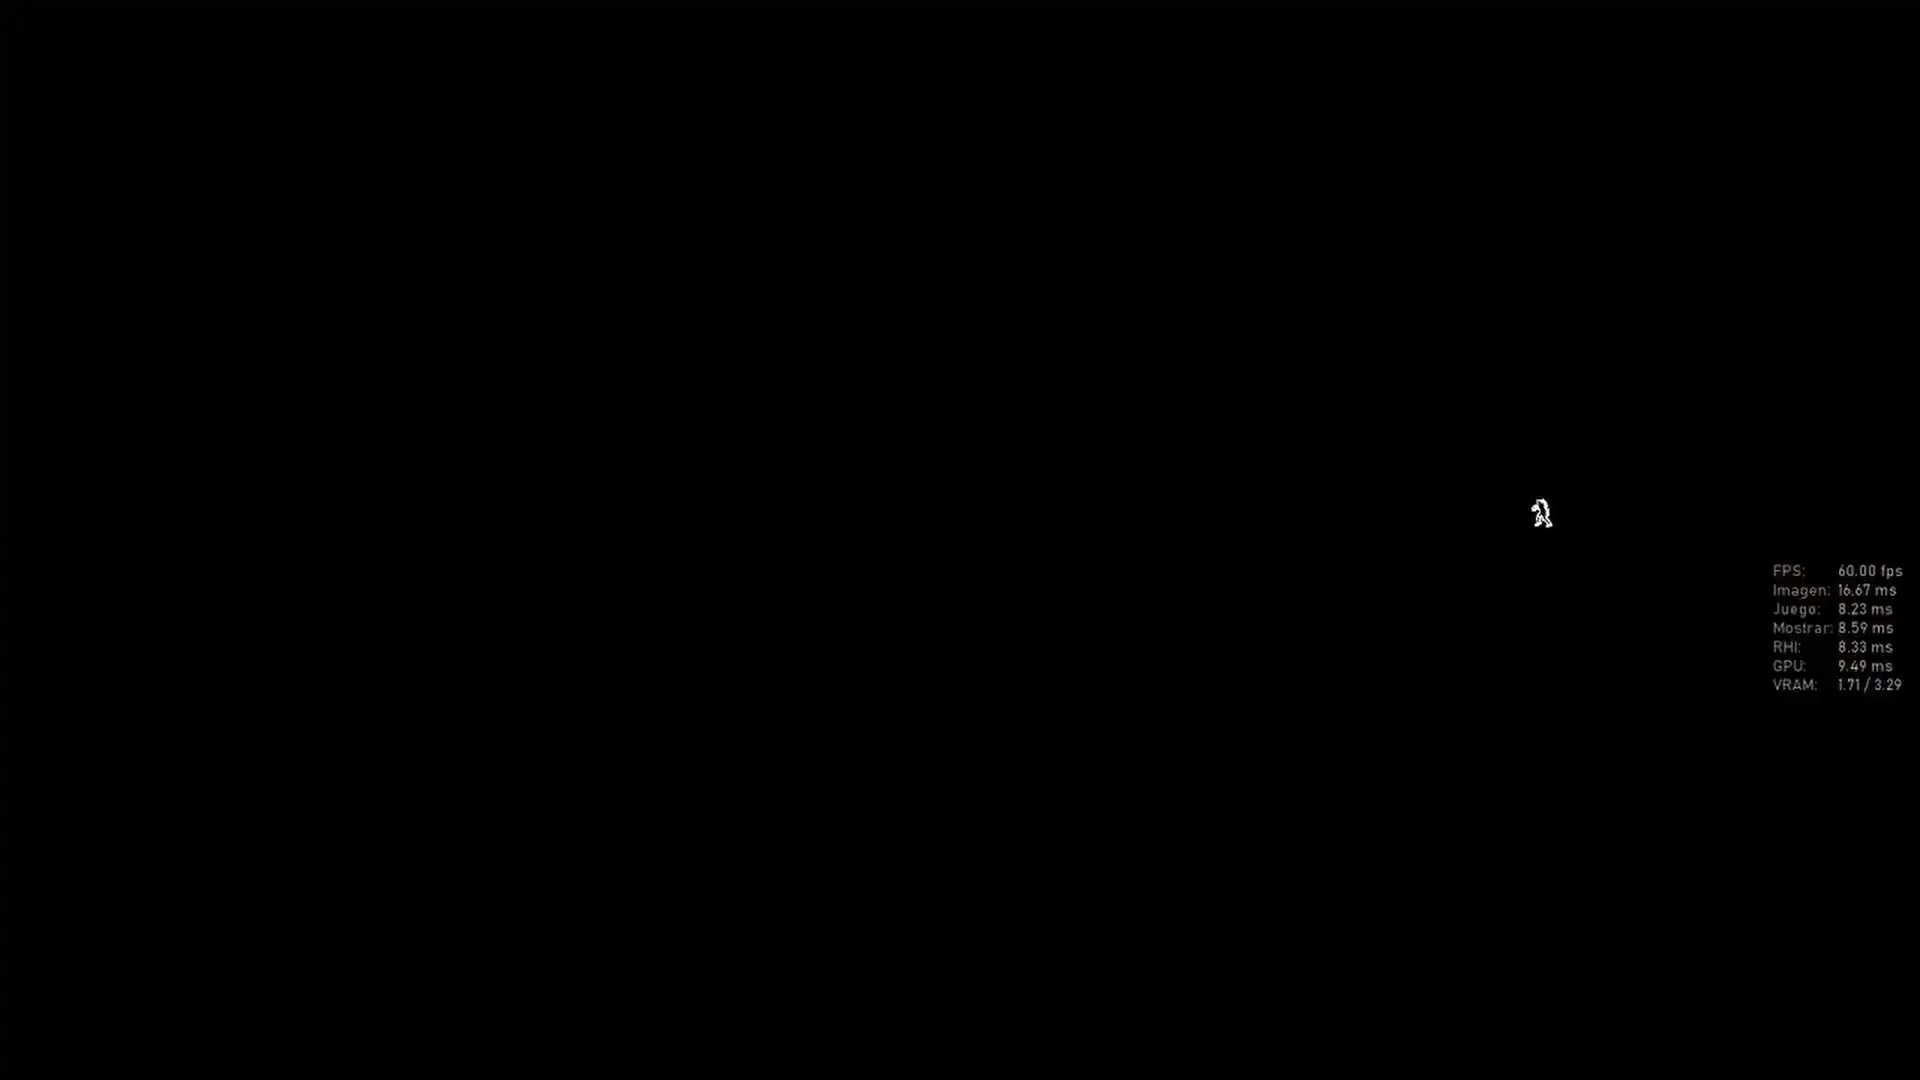 FPS: 60.00 fps
Imagen: 16.67 ms
Juego: 8.23 ms
Mostrar: 8.59 ms
RHI: 8.33 ms
GPU: 9.49 ms
VRAM: 1.71 / 3.29